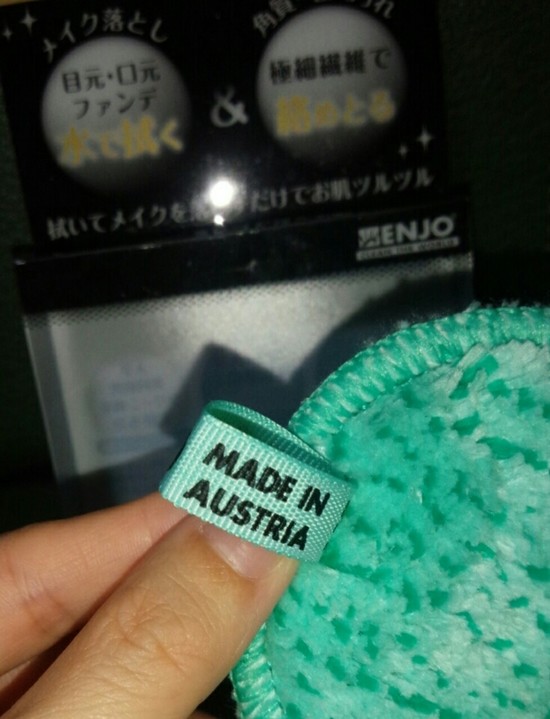 メイク落とし
目元・口元
ファンデ
水で拭く
&
角質
極細繊維で
絡めとる
拭いてメイクを だけでお肌ツルツル
ENJO
MADE IN
AUSTRIA